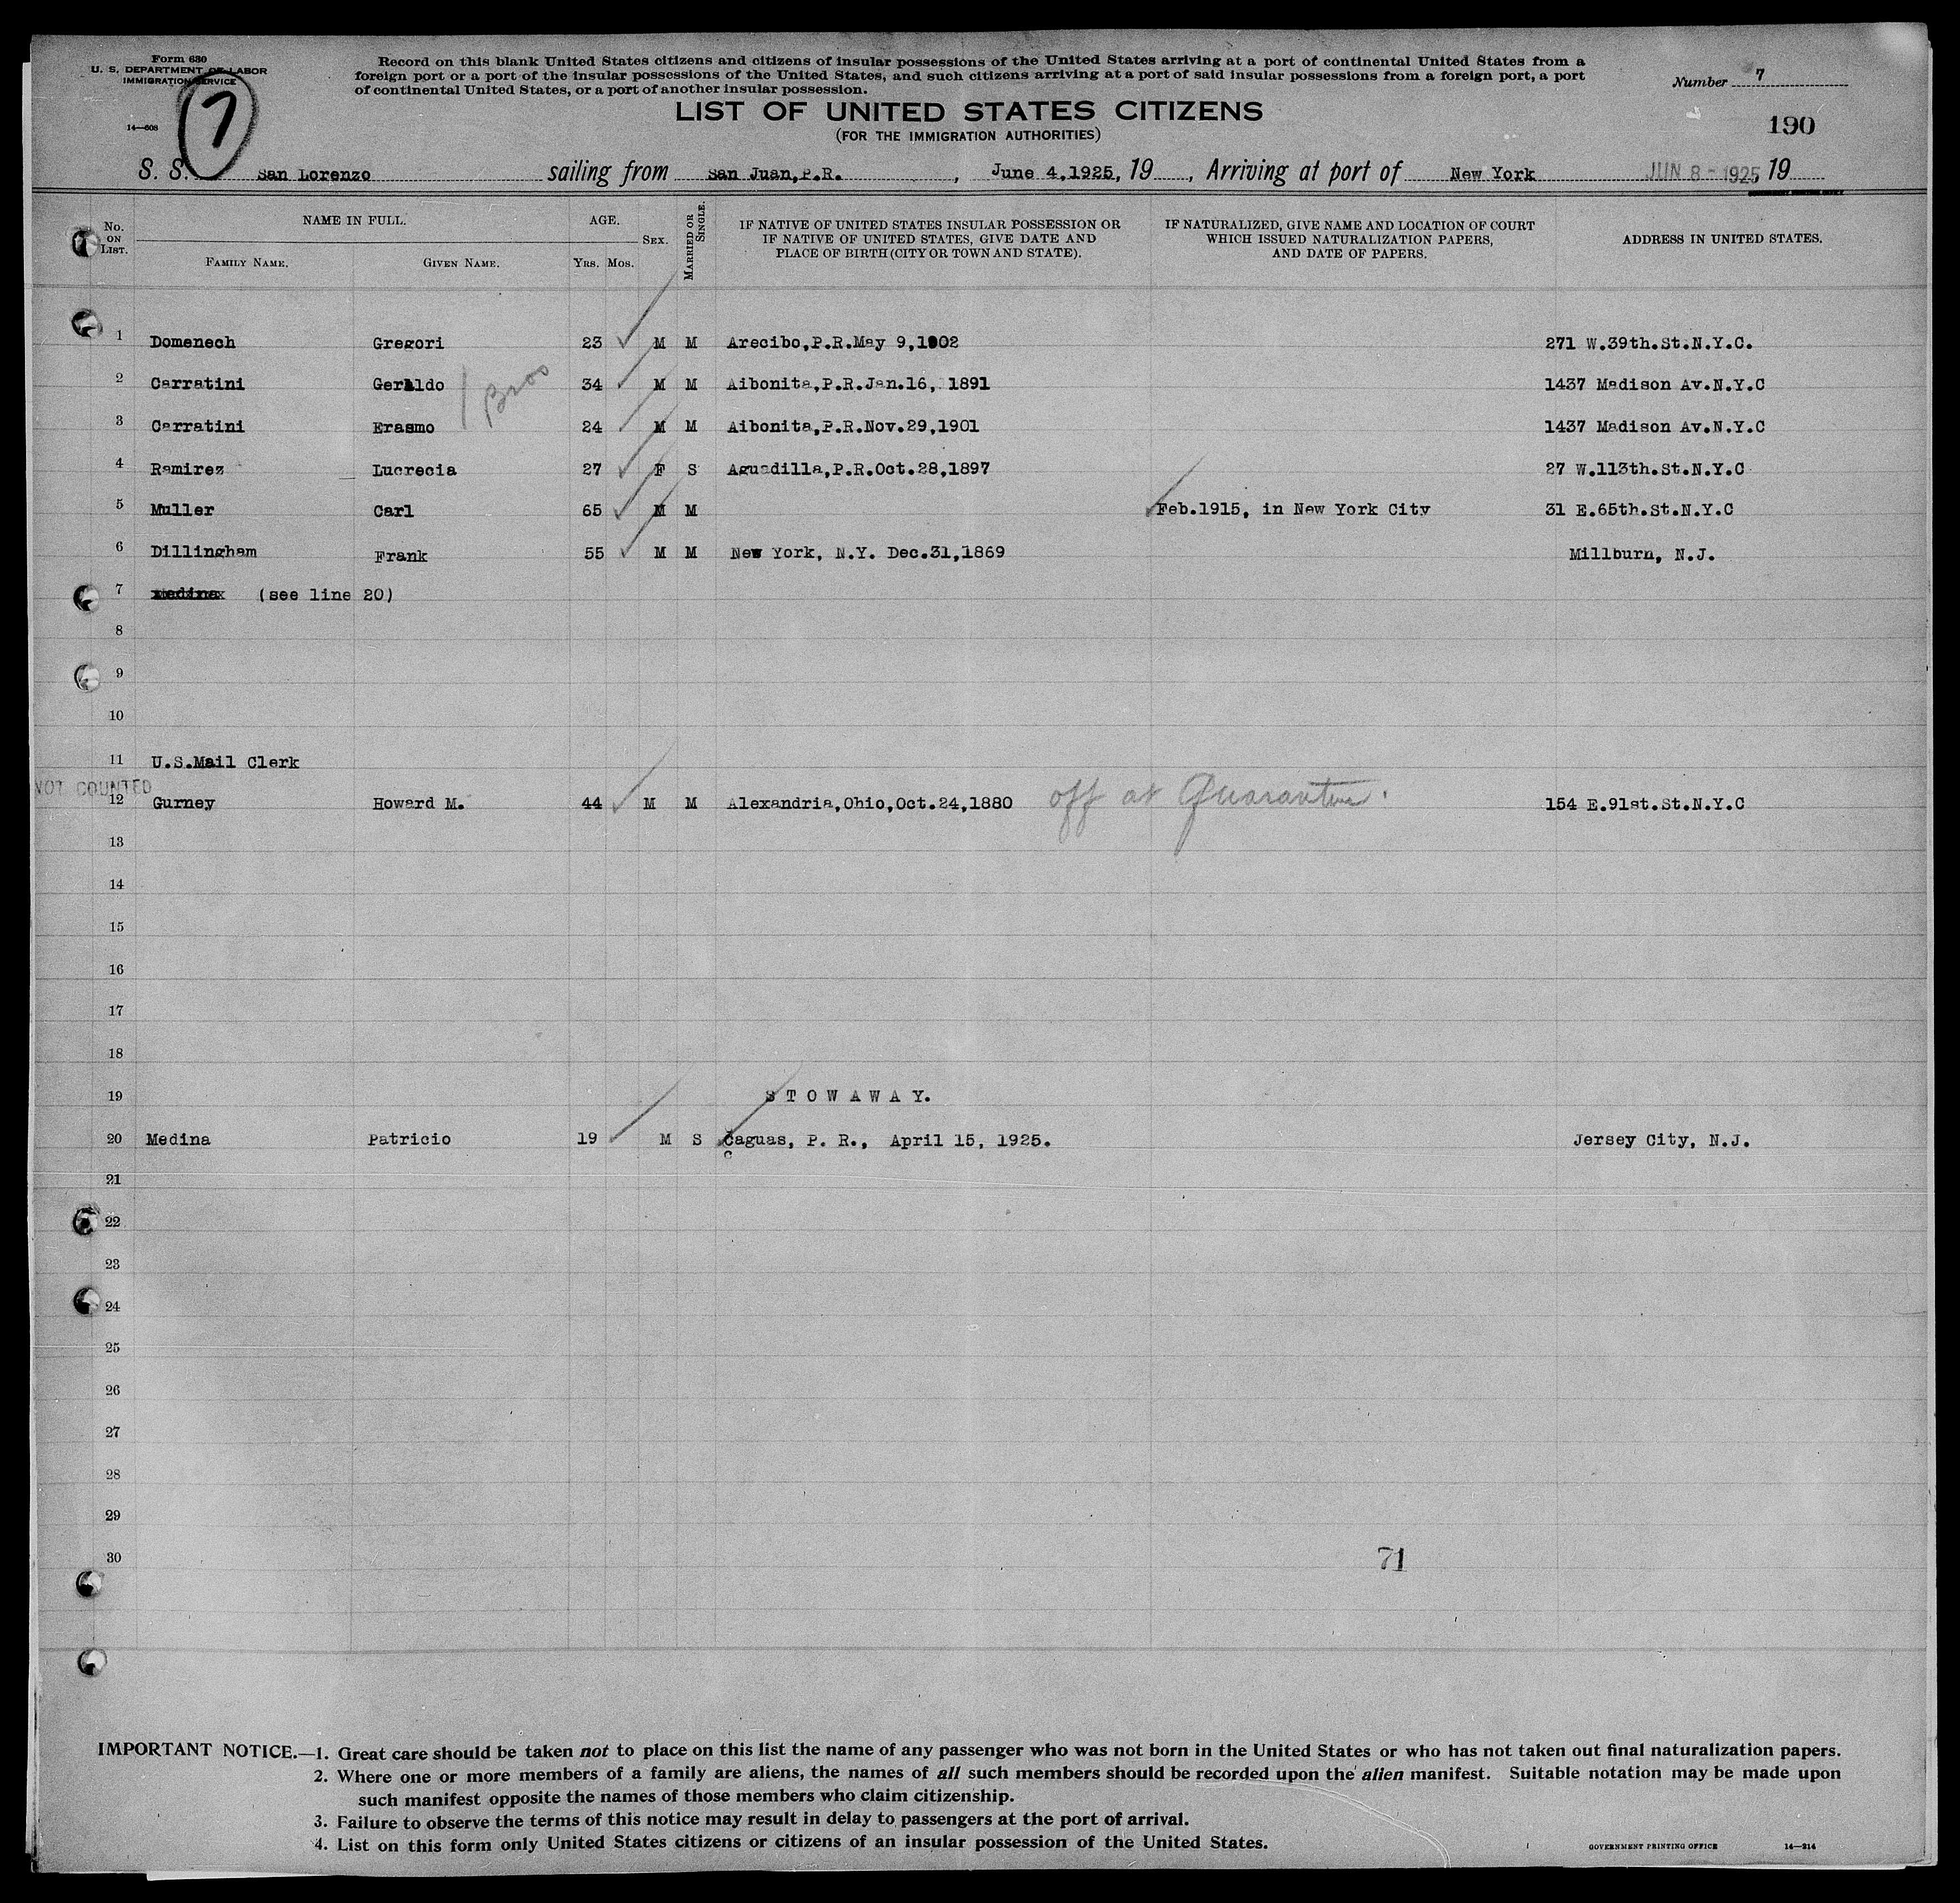 Form 630
U. S. DEPARTMENT OF LABOR
IMMIGRATION SERVICE
14—608
7
Record on this blank United States citizens and citizens of insular possessions of the United States arriving at a port of continental United States from a
foreign port or a port of the insular possessions of the United States, and such citizens arriving at a port of said insular possessions from a foreign port, a port
of continental United States, or a port of another insular possession.
Number 7
LIST OF UNITED STATES CITIZENS
(FOR THE IMMIGRATION AUTHORITIES)
190
S. S. San Lorenzo sailing from San Juan,P.R. , June 4,1925, 19 , Arriving at port of New York JUN 8 - 1925, 19
No. ON LIST. NAME IN FULL. AGE. SEX. MARRIED OR SINGLE. IF NATIVE OF UNITED STATES INSULAR POSSESSION OR IF NATIVE OF UNITED STATES, GIVE DATE AND PLACE OF BIRTH (CITY OR TOWN AND STATE). IF NATURALIZED, GIVE NAME AND LOCATION OF COURT WHICH ISSUED NATURALIZATION PAPERS, AND DATE OF PAPERS. ADDRESS IN UNITED STATES.
FAMILY NAME. GIVEN NAME. YRS. MOS.
1 Domenech Gregori 23 M M Arecibo,P.R.May 9,1902 271 W.39th.St.N.Y.C.
2 Carratini Geraldo Bros 34 M M Aibonita,P.R.Jan.16, 1891 1437 Madison Av.N.Y.C
3 Carratini Erasmo 24 M M Aibonita,P.R.Nov.29,1901 1437 Madison Av.N.Y.C
4 Ramirez Lucrecia 27 F S Aguadilla,P.R.Oct.28,1897 27 W.113th.St.N.Y.C
5 Muller Carl 65 M M Feb.1915, in New York City 31 E.65th.St.N.Y.C
6 Dillingham Frank 55 M M New York, N.Y. Dec.31,1869 Millburn, N.J.
7 Medina (see line 20)
8
9
10
11 U.S.Mail Clerk
NOT COUNTED
12 Gurney Howard M. 44 M M Alexandria,Ohio,Oct.24,1880 off at Quarantine. 154 E.91st.St.N.Y.C
13
14
15
16
17
18
19 S T O W A W A Y.
20 Medina Patricio 19 M S Caguas, P. R., April 15, 1925. Jersey City, N.J.
c
21
22
23
24
25
26
27
28
29
30
71
IMPORTANT NOTICE.—1. Great care should be taken not to place on this list the name of any passenger who was not born in the United States or who has not taken out final naturalization papers.
2. Where one or more members of a family are aliens, the names of all such members should be recorded upon the alien manifest. Suitable notation may be made upon
such manifest opposite the names of those members who claim citizenship.
3. Failure to observe the terms of this notice may result in delay to passengers at the port of arrival.
4. List on this form only United States citizens or citizens of an insular possession of the United States.
GOVERNMENT PRINTING OFFICE 14—214